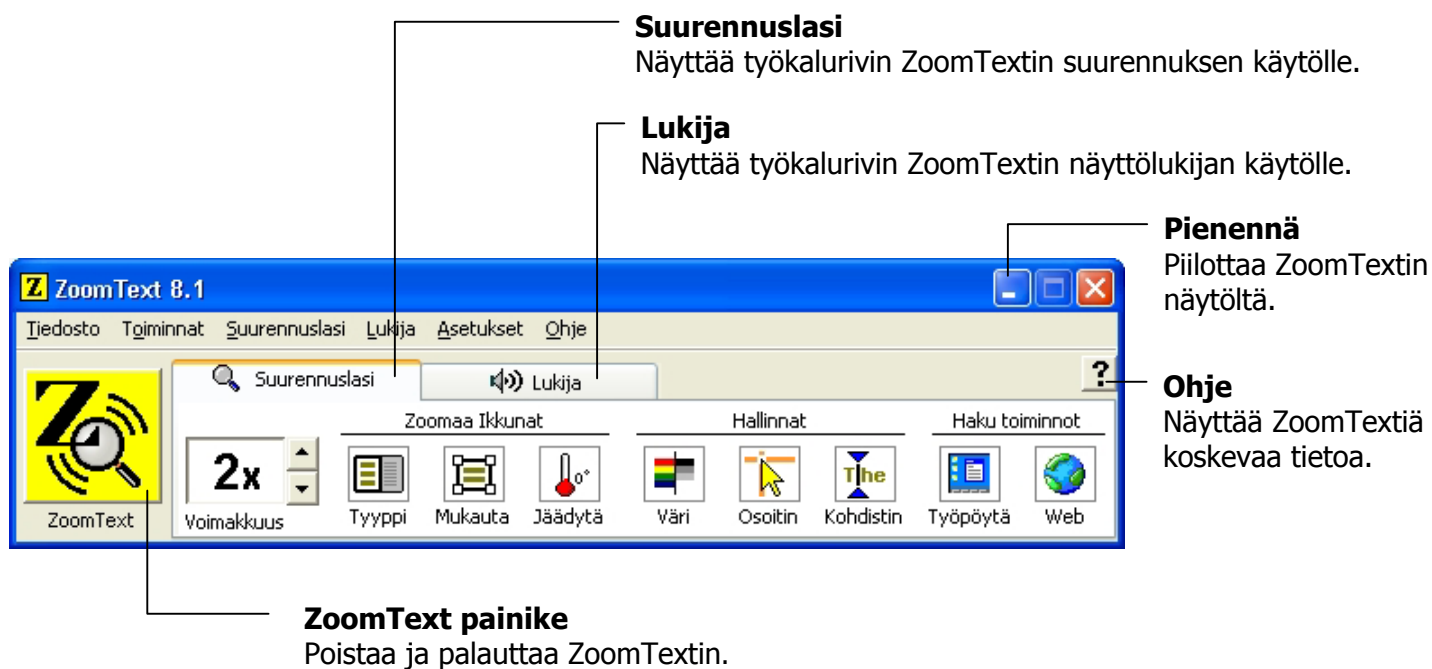 Suurennuslasi
Näyttää työkalurivin ZoomTextin suurennuksen käytölle.
Lukija
Näyttää työkalurivin ZoomTextin näyttölukijan käytölle.
Pienennä
Piilottaa ZoomTextin
näytöltä.
Z ZoomText 8.1
Tiedosto Toiminnat Suurennuslasi Lukija Asetukset Ohje
Suurennuslasi Lukija ?
Ohje
Näyttää ZoomTextiä
koskevaa tietoa.
Zoomaa Ikkunat Hallinnat Haku toiminnot
Z 2x 0° T|he
ZoomText Voimakkuus Tyyppi Mukauta Jäädytä Väri Osoitin Kohdistin Työpöytä Web
ZoomText painike
Poistaa ja palauttaa ZoomTextin.